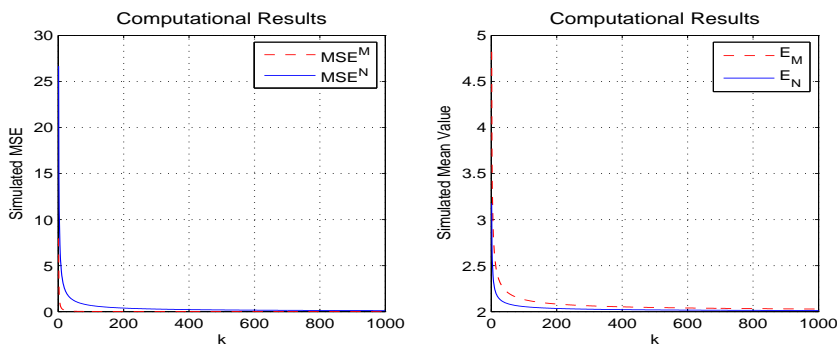 Computational Results
Simulated MSE
30
25
20
15
10
5
0
0 200 400 600 800 1000
k
MSE^M
MSE^N
Computational Results
Simulated Mean Value
5
4.5
4
3.5
3
2.5
2
0 200 400 600 800 1000
k
E_M
E_N